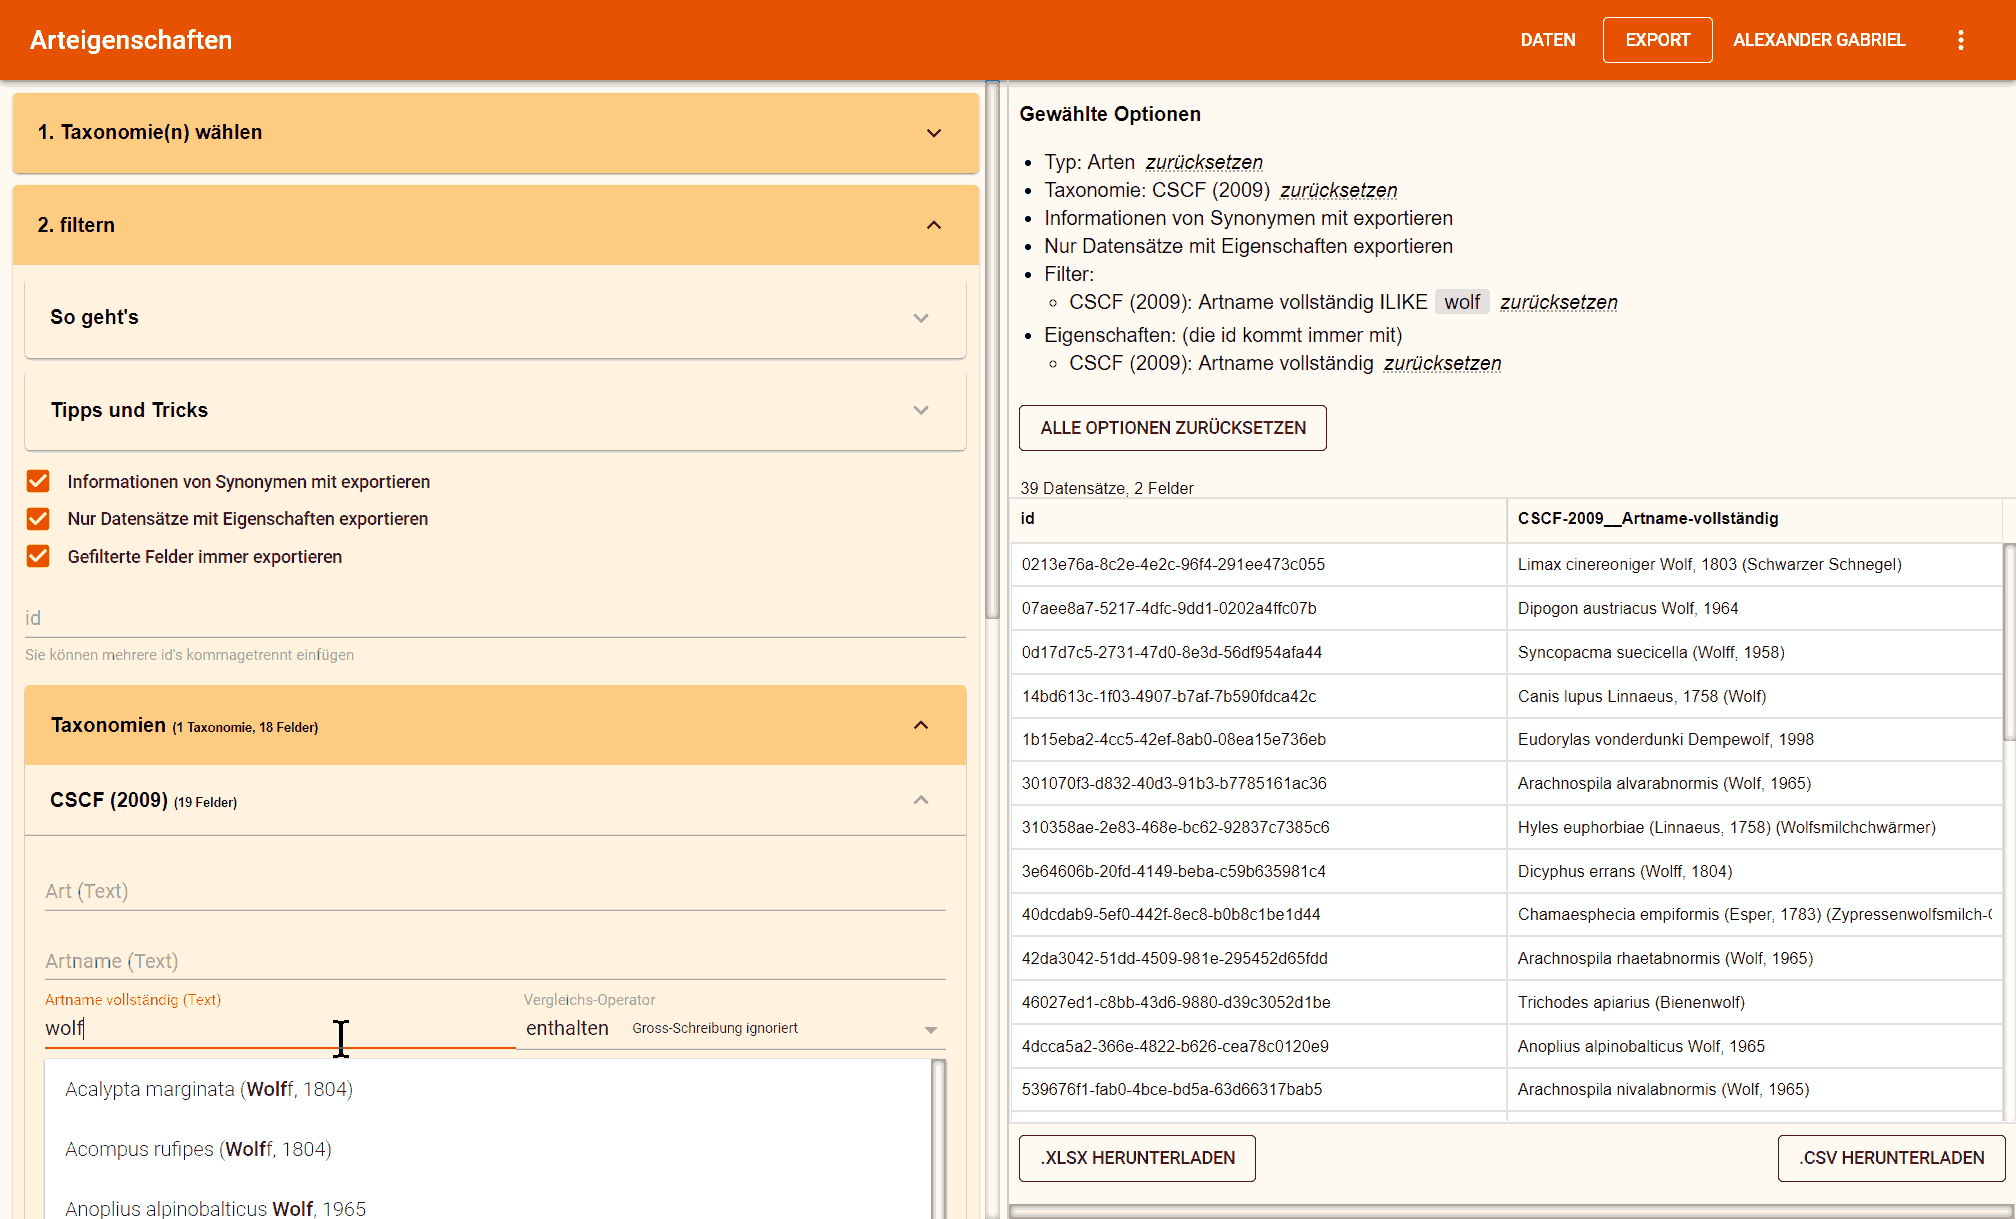 Arteigenschaften
DATEN EXPORT ALEXANDER GABRIEL
1. Taxonomie(n) wählen
2. filtern
So geht's
Tipps und Tricks
Informationen von Synonymen mit exportieren
Nur Datensätze mit Eigenschaften exportieren
Gefilterte Felder immer exportieren
id
Sie können mehrere id's kommagetrennt einfügen
Taxonomien (1 Taxonomie, 18 Felder)
CSCF (2009) (19 Felder)
Art (Text)
Artname (Text)
Artname vollständig (Text) Vergleichs-Operator
wolf enthalten Gross-Schreibung ignoriert
Acalypta marginata (Wolff, 1804)
Acompus rufipes (Wolff, 1804)
Anoplius alpinobalticus Wolf, 1965
Gewählte Optionen
Typ: Arten zurücksetzen
Taxonomie: CSCF (2009) zurücksetzen
Informationen von Synonymen mit exportieren
Nur Datensätze mit Eigenschaften exportieren
Filter:
CSCF (2009): Artname vollständig ILIKE wolf zurücksetzen
Eigenschaften: (die id kommt immer mit)
CSCF (2009): Artname vollständig zurücksetzen
ALLE OPTIONEN ZURÜCKSETZEN
39 Datensätze, 2 Felder
id CSCF-2009__Artname-vollständig
0213e76a-8c2e-4e2c-96f4-291ee473c055 Limax cinereoniger Wolf, 1803 (Schwarzer Schnegel)
07aee8a7-5217-4dfc-9dd1-0202a4ffc07b Dipogon austriacus Wolf, 1964
0d17d7c5-2731-47d0-8e3d-56df954afa44 Syncopacma suecicella (Wolff, 1958)
14bd613c-1f03-4907-b7af-7b590fdca42c Canis lupus Linnaeus, 1758 (Wolf)
1b15eba2-4cc5-42ef-8ab0-08ea15e736eb Eudorylas vonderdunki Dempewolf, 1998
301070f3-d832-40d3-91b3-b7785161ac36 Arachnospila alvarabnormis (Wolf, 1965)
310358ae-2e83-468e-bc62-92837c7385c6 Hyles euphorbiae (Linnaeus, 1758) (Wolfsmilchchwärmer)
3e64606b-20fd-4149-beba-c59b635981c4 Dicyphus errans (Wolff, 1804)
40dcdab9-5ef0-442f-8ec8-b0b8c1be1d44 Chamaesphecia empiformis (Esper, 1783) (Zypressenwolfsmilch-
42da3042-51dd-4509-981e-295452d65fdd Arachnospila rhaetabnormis (Wolf, 1965)
46027ed1-c8bb-43d6-9880-d39c3052d1be Trichodes apiarius (Bienenwolf)
4dcca5a2-366e-4822-b626-cea78c0120e9 Anoplius alpinobalticus Wolf, 1965
539676f1-fab0-4bce-bd5a-63d66317bab5 Arachnospila nivalabnormis (Wolf, 1965)
.XLSX HERUNTERLADEN .CSV HERUNTERLADEN